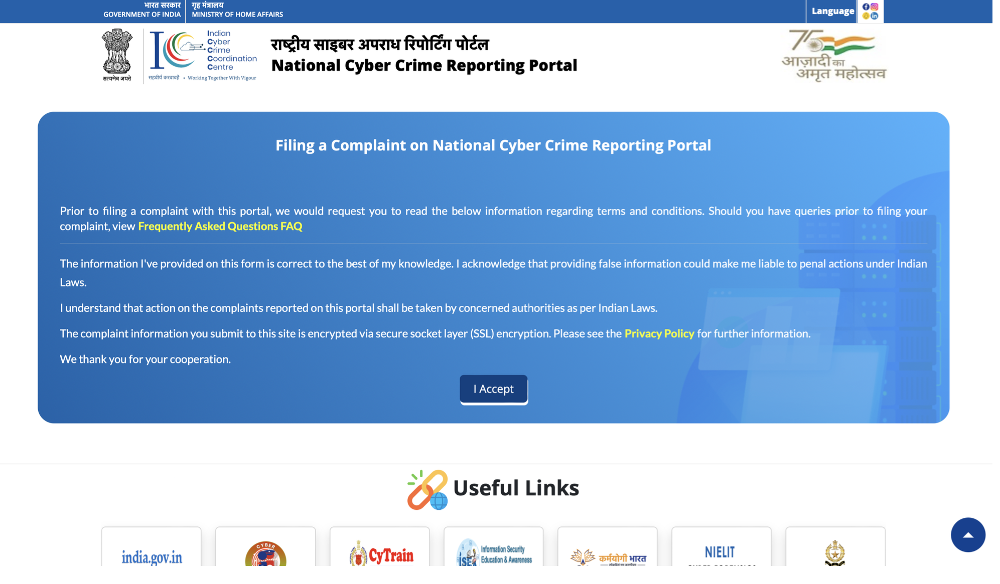 भारत सरकार
GOVERNMENT OF INDIA
गृह मंत्रालय
MINISTRY OF HOME AFFAIRS
Language
सत्यमेव जयते
Indian
Cyber
Crime
Coordination
Centre
सहवीर्यं करवावहै • Working Together With Vigour
राष्ट्रीय साइबर अपराध रिपोर्टिंग पोर्टल
National Cyber Crime Reporting Portal
75
आज़ादी का
अमृत महोत्सव
Filing a Complaint on National Cyber Crime Reporting Portal
Prior to filing a complaint with this portal, we would request you to read the below information regarding terms and conditions. Should you have queries prior to filing your
complaint, view Frequently Asked Questions FAQ
The information I've provided on this form is correct to the best of my knowledge. I acknowledge that providing false information could make me liable to penal actions under Indian
Laws.
I understand that action on the complaints reported on this portal shall be taken by concerned authorities as per Indian Laws.
The complaint information you submit to this site is encrypted via secure socket layer (SSL) encryption. Please see the Privacy Policy for further information.
We thank you for your cooperation.
I Accept
Useful Links
india.gov.in
CYBER
CyTrain
ISEA
Information Security
Education & Awareness
कर्मयोगी भारत
NIELIT